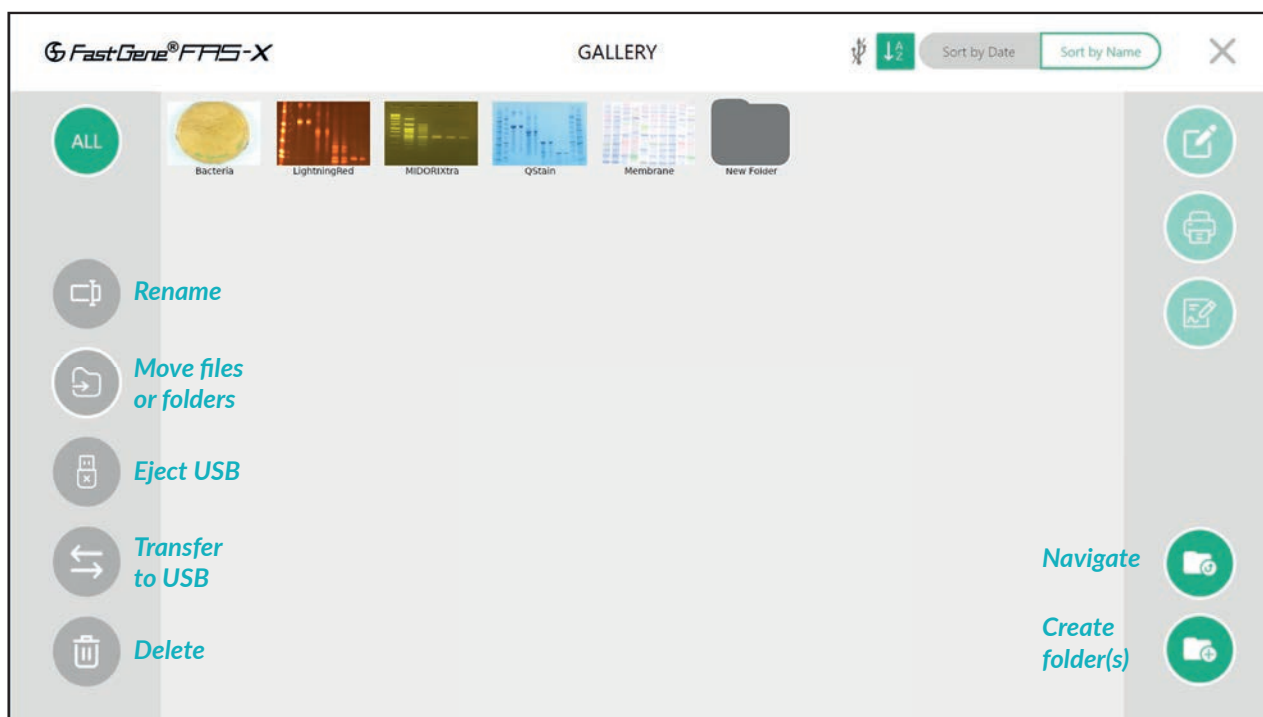 FastGene® FAS-X
GALLERY
A
Z
Sort by Date
Sort by Name
ALL
Bacteria
LightningRed
MIDORIXtra
QStain
Membrane
New Folder
Rename
Move files
or folders
Eject USB
Transfer
to USB
Delete
Navigate
Create
folder(s)